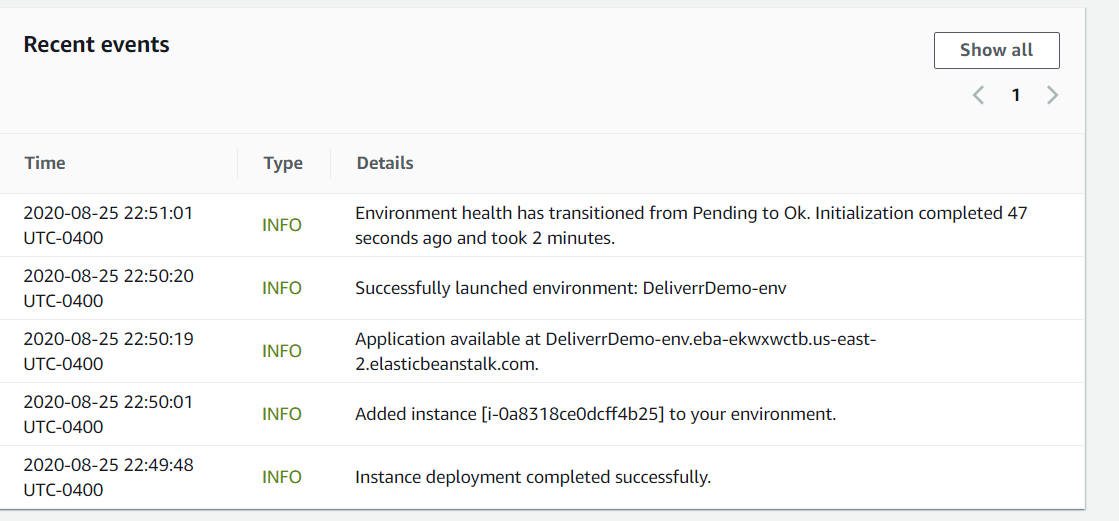 Recent events
Show all
1
Time Type Details
2020-08-25 22:51:01
UTC-0400
INFO
Environment health has transitioned from Pending to Ok. Initialization completed 47
seconds ago and took 2 minutes.
2020-08-25 22:50:20
UTC-0400
INFO
Successfully launched environment: DeliverrDemo-env
2020-08-25 22:50:19
UTC-0400
INFO
Application available at DeliverrDemo-env.eba-ekwxwctb.us-east-
2.elasticbeanstalk.com.
2020-08-25 22:50:01
UTC-0400
INFO
Added instance [i-0a8318ce0dcff4b25] to your environment.
2020-08-25 22:49:48
UTC-0400
INFO
Instance deployment completed successfully.